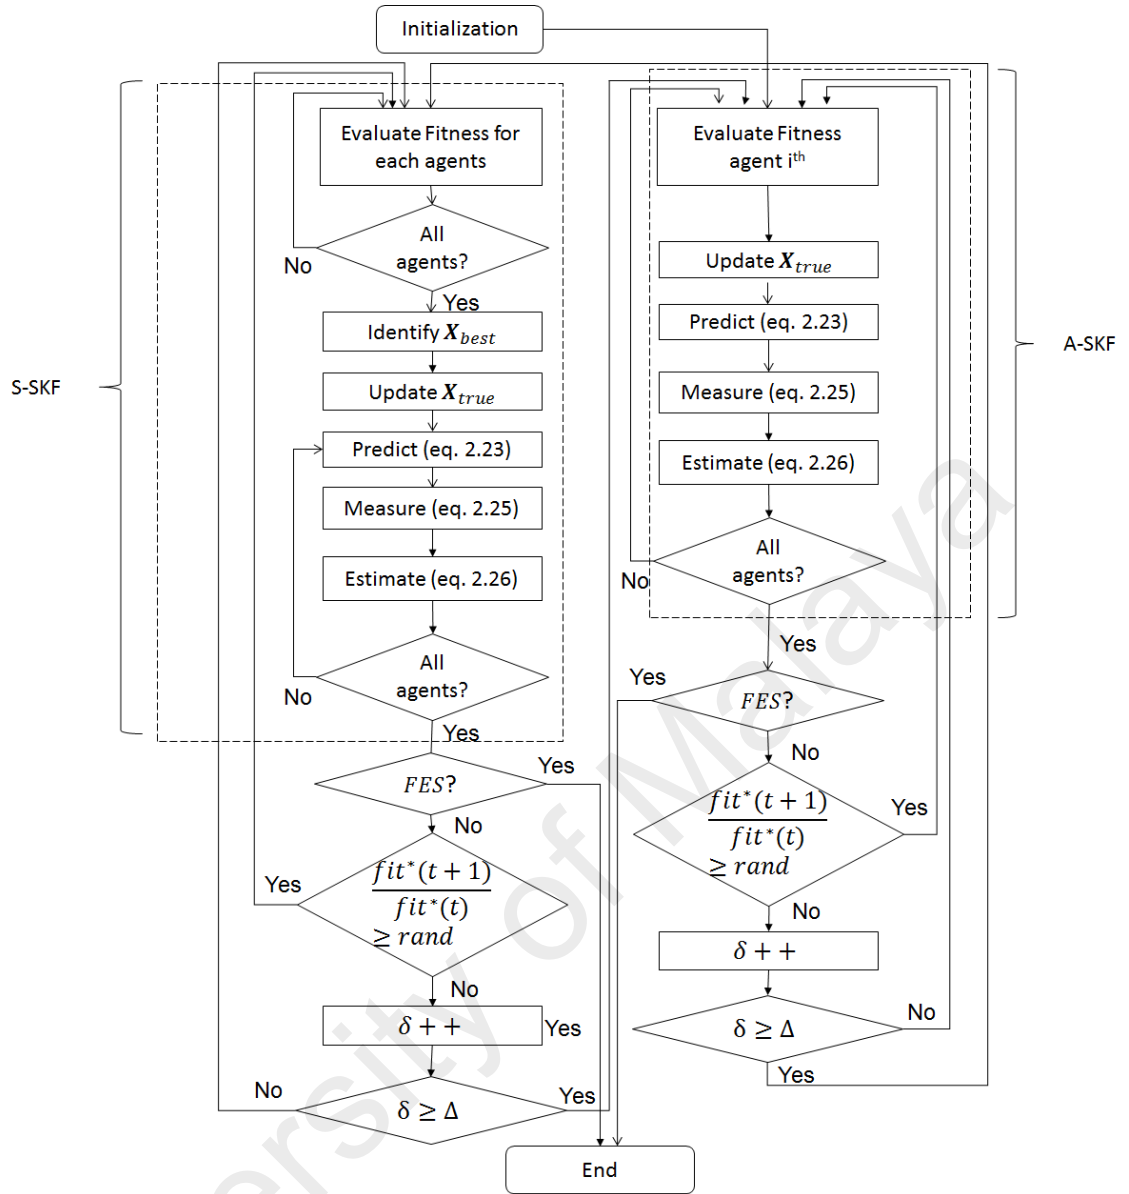 Initialization
S-SKF
Evaluate Fitness for
each agents
All
agents?
No
Yes
Identify X_best
Update X_true
Predict (eq. 2.23)
Measure (eq. 2.25)
Estimate (eq. 2.26)
All
agents?
No
Yes
FES?
Yes
No
fit*(t + 1)
fit*(t)
≥ rand
Yes
No
δ + +
Yes
δ ≥ Δ
No
Yes
A-SKF
Evaluate Fitness
agent i^th
Update X_true
Predict (eq. 2.23)
Measure (eq. 2.25)
Estimate (eq. 2.26)
All
agents?
No
Yes
FES?
Yes
No
fit*(t + 1)
fit*(t)
≥ rand
Yes
No
δ + +
δ ≥ Δ
No
Yes
End
ersity of Malaya